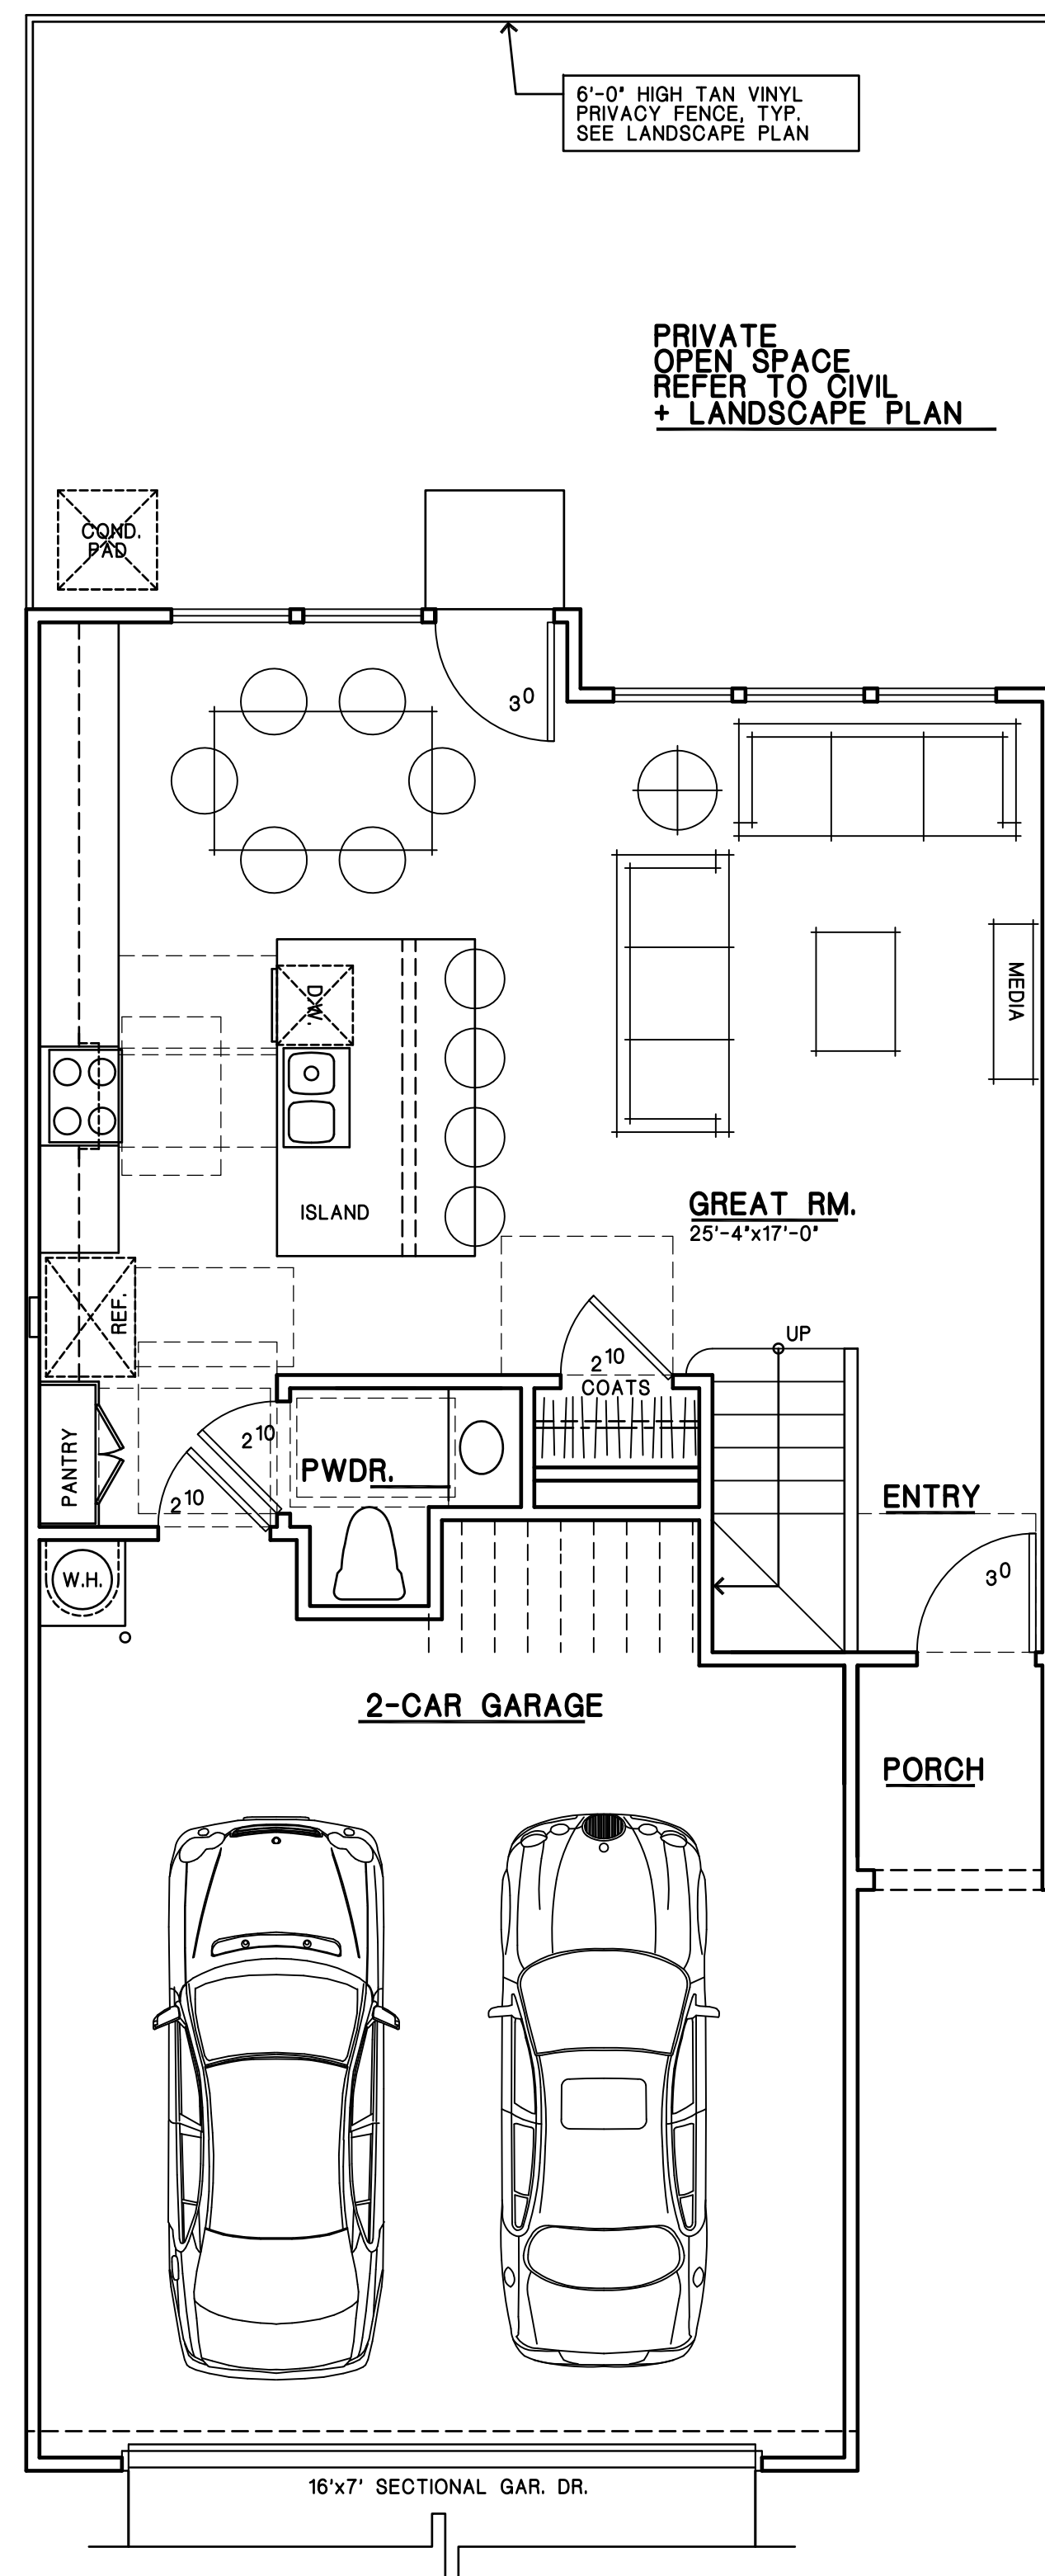 6'-0" HIGH TAN VINYL
PRIVACY FENCE, TYP.
SEE LANDSCAPE PLAN
PRIVATE
OPEN SPACE
REFER TO CIVIL
+ LANDSCAPE PLAN
COND.
PAD
30
D.W.
MEDIA
ISLAND
GREAT RM.
25'-4"x17'-0"
REF.
UP
210
COATS
210
PANTRY
PWDR.
210
ENTRY
W.H.
30
2-CAR GARAGE
PORCH
16'x7' SECTIONAL GAR. DR.